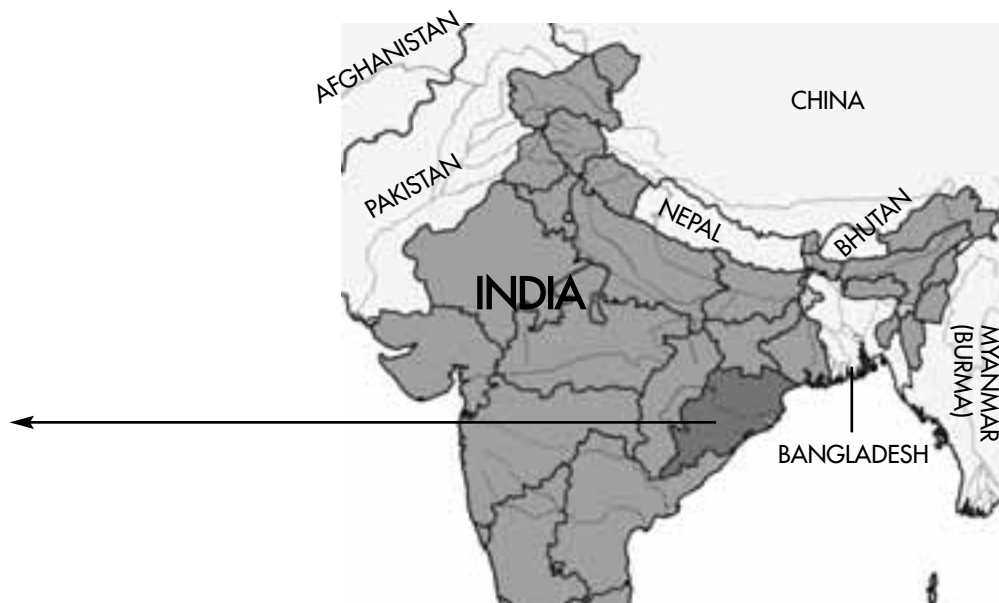 AFGHANISTAN
CHINA
PAKISTAN
NEPAL
BHUTAN
INDIA
MYANMAR
(BURMA)
BANGLADESH